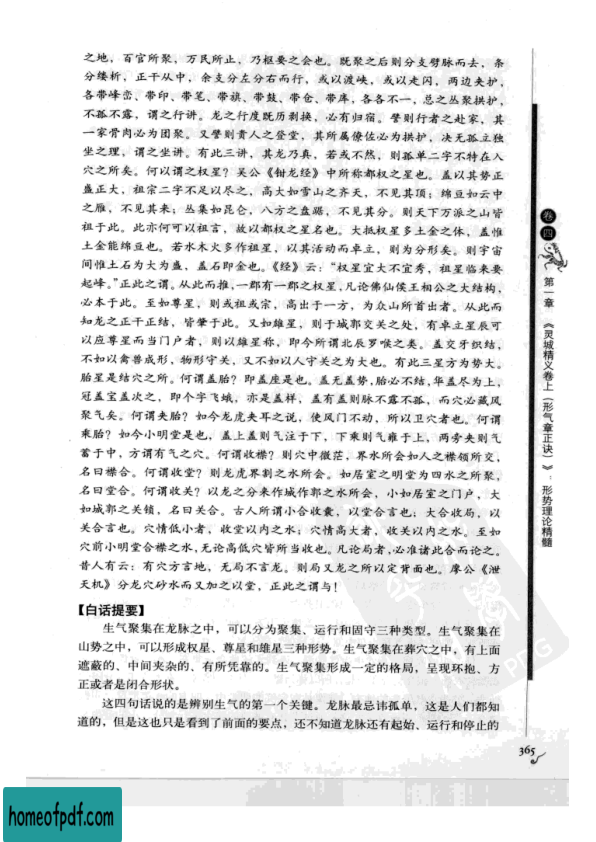 之地，百官所聚，万民所止，乃枢要之会也。既聚之后则分支劈脉而去，条
分缕析，正干从中，余支分左分右而行，或以渡峡，或以走闪，两边夹护，
各带峰峦、带印、带笔、带旗、带鼓、带仓、带库，各各不一，总之丛聚拱护，
不孤不露，谓之行讲。龙之行度既历剥换，必有归宿。譬则行者之赴家，其
一家骨肉必为团聚。又譬则贵人之登堂，其所属僚佐必为拱护，决无孤立独
坐之理，谓之坐讲。有此三讲，其龙乃真，若或不然，则孤单二字不特在入
穴之所矣。何以谓之权星？吴公《钳龙经》中所称都权之星也。盖以其势正
盛正大，祖宗二字不足以尽之，高大如雪山之齐天，不见其顶；绵亘如云中
之雁，不见其来；丛集如昆仑，八方之盘踞，不见其分。则天下万派之山皆
祖于此。此亦何可以祖言，故以都权之星名也。大抵权星多土金之体，盖惟
土金能绵亘也。若水木火多作祖星，以其活动而卓立，则为分形矣。则宇宙
间惟土石为大为盛，盖石即金也。《经》云：“权星宜大不宜秀，祖星临来要
起峰。”正此之谓。从此而推，一郡有一郡之权星，凡论佛仙侯王相公之大结构，
必本于此。至如尊星，则或祖或宗，高出于一方，为众山所首出者。从此而
知龙之正干正结，皆肇于此。又如雄星，则于城郭交关之处，有卓立星辰可
以应尊星而当门户者，则以雄星称，即今所谓北辰罗喉之类。盖交牙织结，
不如以禽兽成形，物形守关，又不如以人守关之为大也。有此三星方为势大。
胎星是结穴之所。何谓盖胎？即盖座是也。盖无盖势，胎必不结，华盖尽为上，
冠盖宝盖次之，即个字飞蛾，亦是盖样，盖有盖则脉不露不孤，而穴必藏风
聚气矣。何谓夹胎？如今龙虎夹耳之说，使风门不动，所以卫穴者也。何谓
乘胎？如今小明堂是也，盖上盖则气注于下，下乘则气雍于上，两旁夹则气
蓄于中，方谓有气之穴。何谓收襟？则穴中微茫，界水所会如人之襟领所交，
名曰襟合。何谓收堂？则龙虎界割之水所会。如居室之明堂为四水之所聚，
名曰堂合。何谓收关？以龙之分来作城作郭之水所会，小如居室之门户，大
如城郭之关锁，名曰关合。古人所谓小合收囊，以堂合言也；大合收局，以
关合言也。穴情低小者，收堂以内之水；穴情高大者，收关以内之水。至如
穴前小明堂合襟之水，无论高低穴皆所当收也。凡论局者，必准诸此合而论之。
昔人有云：有穴方言地，无局不言龙。则局又龙之所以定背面也。廖公《泄
天机》分龙穴砂水而又加之以堂，正此之谓与！
【白话提要】
生气聚集在龙脉之中，可以分为聚集、运行和固守三种类型。生气聚集在
山势之中，可以形成权星、尊星和雄星三种形势。生气聚集在葬穴之中，有上面
遮蔽的、中间夹杂的、有所凭靠的。生气聚集形成一定的格局，呈现环抱、方
正或者是闭合形状。
这四句话说的是辨别生气的第一个关键。龙脉最忌讳孤单，这是人们都知
道的，但是这也只是看到了前面的要点，还不知道龙脉还有起始、运行和停止的
卷四
第一章 《灵城精义卷上（形气章正诀）》：形势理论精髓
365
homeofpdf.com